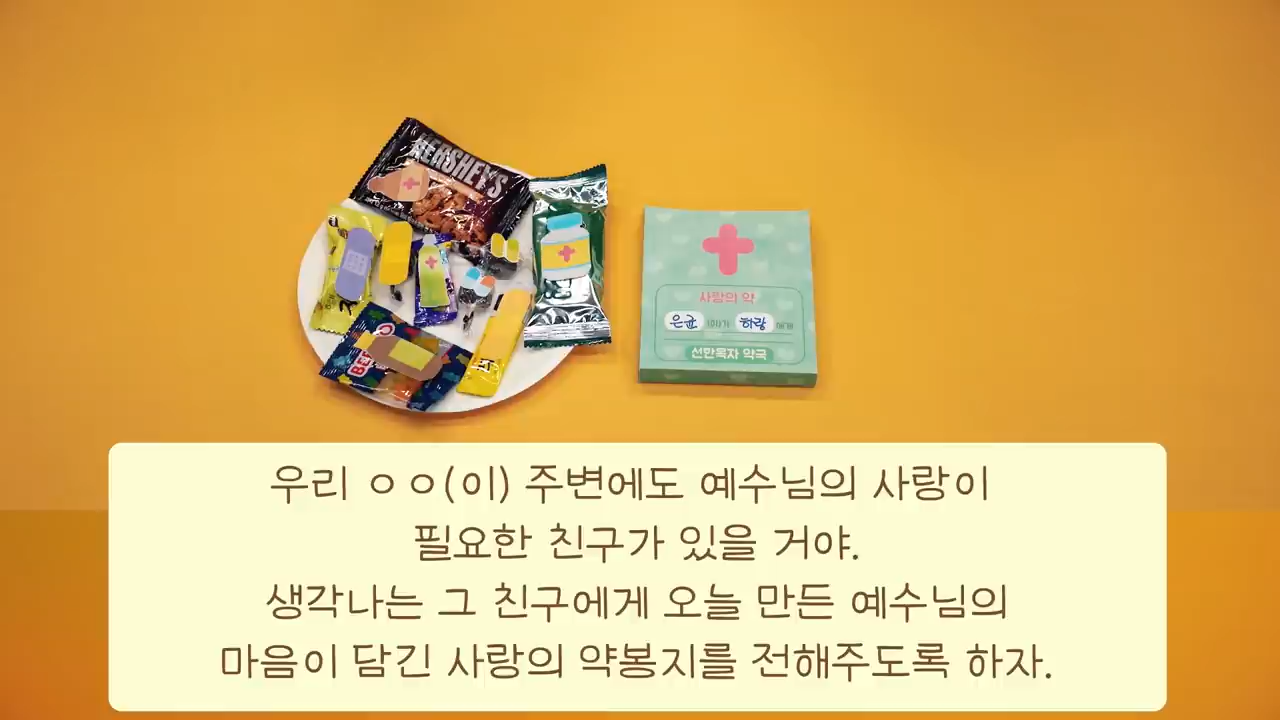 HERSHEY'S
사랑의 약
은균 이(가) 하랑 에게
선한목자 약국
우리 ㅇㅇ(이) 주변에도 예수님의 사랑이
필요한 친구가 있을 거야.
생각나는 그 친구에게 오늘 만든 예수님의
마음이 담긴 사랑의 약봉지를 전해주도록 하자.